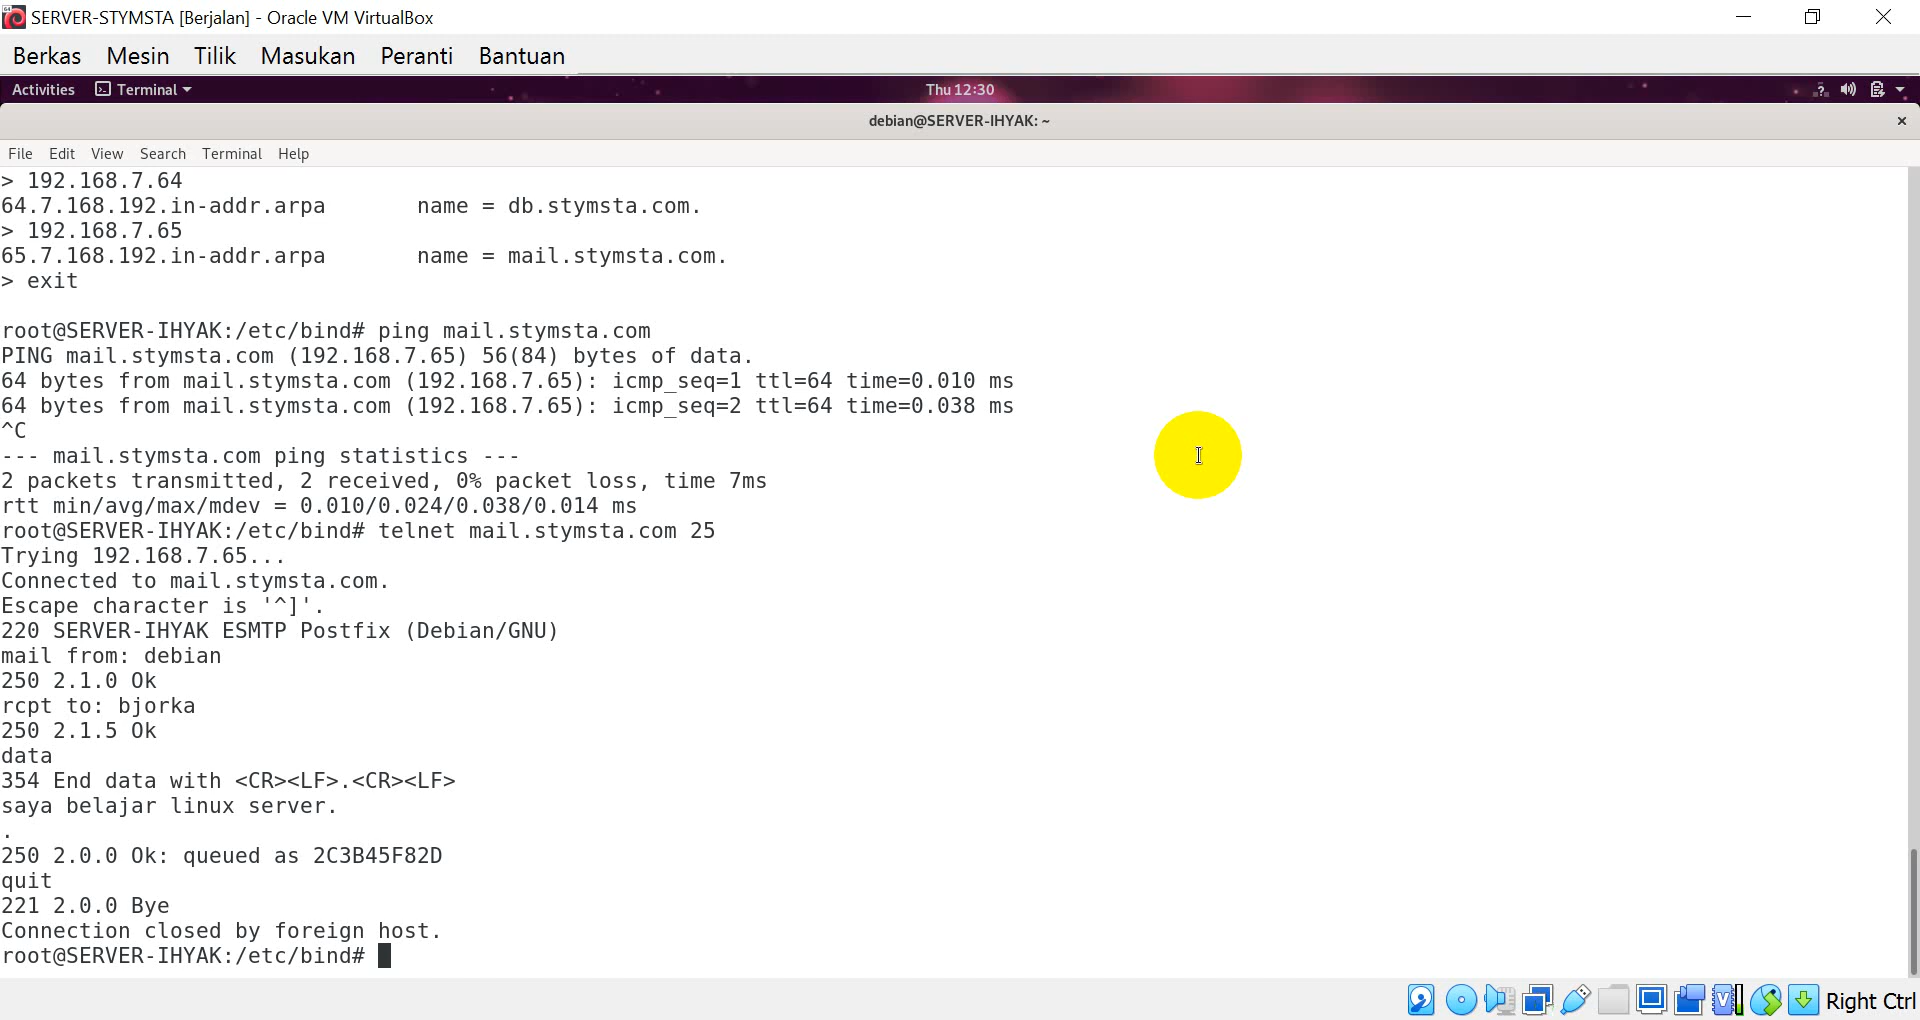 SERVER-STYMSTA [Berjalan] - Oracle VM VirtualBox
Berkas Mesin Tilik Masukan Peranti Bantuan
Activities Terminal Thu 12:30
debian@SERVER-IHYAK: ~
File Edit View Search Terminal Help
> 192.168.7.64
64.7.168.192.in-addr.arpa name = db.stymsta.com.
> 192.168.7.65
65.7.168.192.in-addr.arpa name = mail.stymsta.com.
> exit
root@SERVER-IHYAK:/etc/bind# ping mail.stymsta.com
PING mail.stymsta.com (192.168.7.65) 56(84) bytes of data.
64 bytes from mail.stymsta.com (192.168.7.65): icmp_seq=1 ttl=64 time=0.010 ms
64 bytes from mail.stymsta.com (192.168.7.65): icmp_seq=2 ttl=64 time=0.038 ms
^C
--- mail.stymsta.com ping statistics ---
2 packets transmitted, 2 received, 0% packet loss, time 7ms
rtt min/avg/max/mdev = 0.010/0.024/0.038/0.014 ms
root@SERVER-IHYAK:/etc/bind# telnet mail.stymsta.com 25
Trying 192.168.7.65...
Connected to mail.stymsta.com.
Escape character is '^]'.
220 SERVER-IHYAK ESMTP Postfix (Debian/GNU)
mail from: debian
250 2.1.0 Ok
rcpt to: bjorka
250 2.1.5 Ok
data
354 End data with <CR><LF>.<CR><LF>
saya belajar linux server.
.
250 2.0.0 Ok: queued as 2C3B45F82D
quit
221 2.0.0 Bye
Connection closed by foreign host.
root@SERVER-IHYAK:/etc/bind#
Right Ctrl